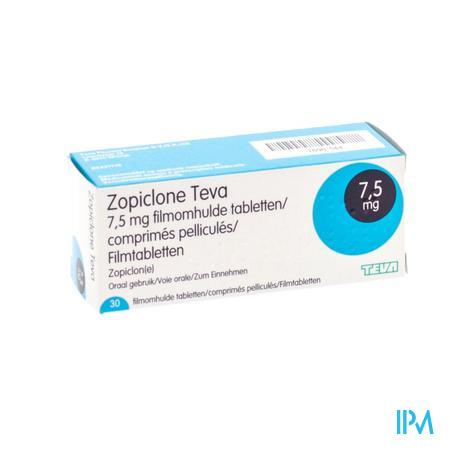 Zopiclone Teva
7,5 mg filmomhulde tabletten/
comprimés pelliculés/
Filmtabletten
Zopiclon(e)
Oraal gebruik/Voie orale/Zum Einnehmen
30 filmomhulde tabletten/comprimés pelliculés/Filmtabletten
7,5
mg
TEVA
Zopiclone Teva
IPM